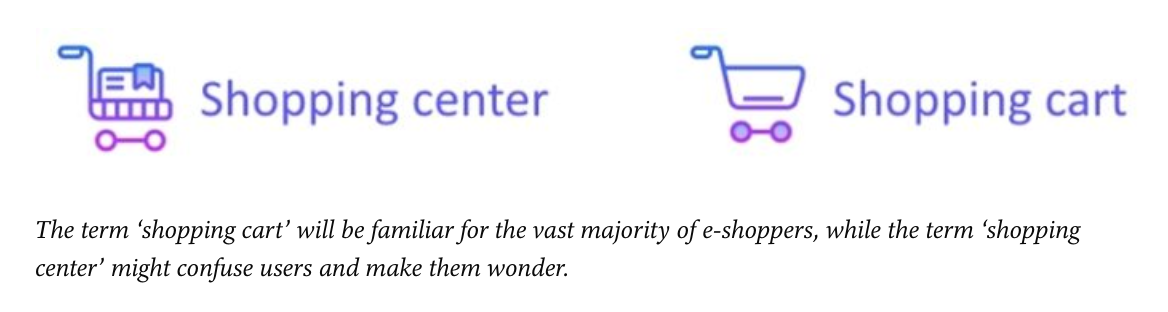 Shopping center
Shopping cart
The term ‘shopping cart’ will be familiar for the vast majority of e-shoppers, while the term ‘shopping
center’ might confuse users and make them wonder.